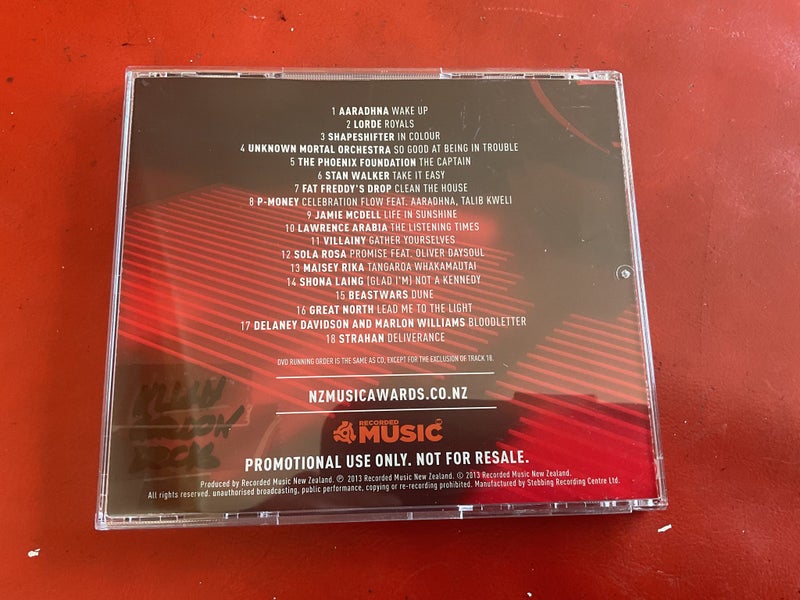 1 AARADHNA WAKE UP
2 LORDE ROYALS
3 SHAPESHIFTER IN COLOUR
4 UNKNOWN MORTAL ORCHESTRA SO GOOD AT BEING IN TROUBLE
5 THE PHOENIX FOUNDATION THE CAPTAIN
6 STAN WALKER TAKE IT EASY
7 FAT FREDDY'S DROP CLEAN THE HOUSE
8 P-MONEY CELEBRATION FLOW FEAT. AARADHNA, TALIB KWELI
9 JAMIE MCDELL LIFE IN SUNSHINE
10 LAWRENCE ARABIA THE LISTENING TIMES
11 VILLAINY GATHER YOURSELVES
12 SOLA ROSA PROMISE FEAT. OLIVER DAYSOUL
13 MAISEY RIKA TANGAROA WHAKAMAUTAI
14 SHONA LAING (GLAD I'M) NOT A KENNEDY
15 BEASTWARS DUNE
16 GREAT NORTH LEAD ME TO THE LIGHT
17 DELANEY DAVIDSON AND MARLON WILLIAMS BLOODLETTER
18 STRAHAN DELIVERANCE
DVD RUNNING ORDER IS THE SAME AS CD, EXCEPT FOR THE EXCLUSION OF TRACK 18.
NZMUSICAWARDS.CO.NZ
RECORDED
MUSIC NZ
PROMOTIONAL USE ONLY. NOT FOR RESALE.
Produced by Recorded Music New Zealand. ℗ 2013 Recorded Music New Zealand. © 2013 Recorded Music New Zealand.
All rights reserved. unauthorised broadcasting, public performance, copying or re-recording prohibited. Manufactured by Stebbing Recording Centre Ltd.